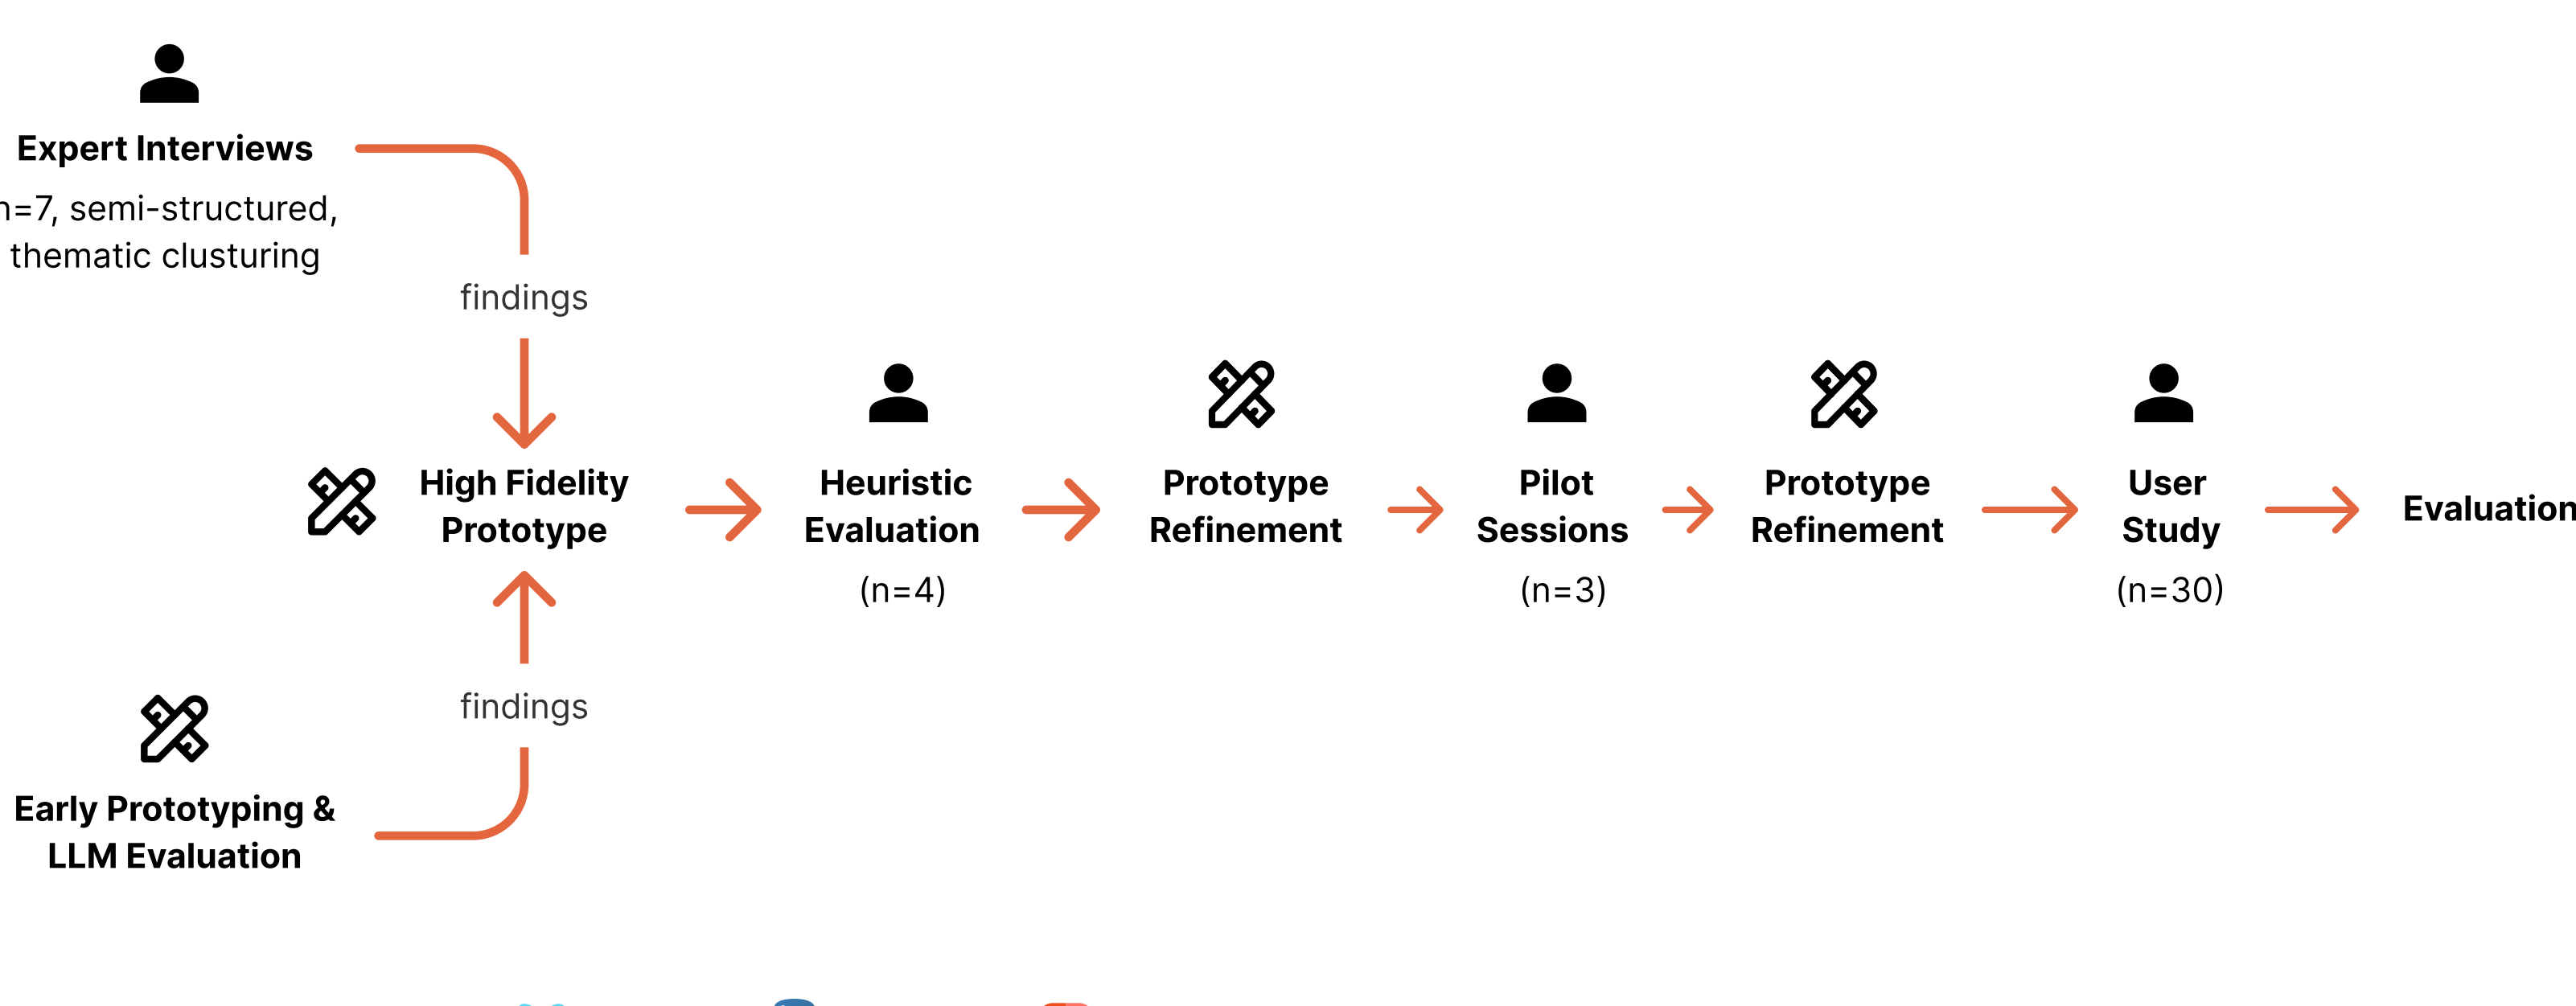 Expert Interviews
n=7, semi-structured,
thematic clusturing
findings
High Fidelity
Prototype
findings
Early Prototyping &
LLM Evaluation
Heuristic
Evaluation
(n=4)
Prototype
Refinement
Pilot
Sessions
(n=3)
Prototype
Refinement
User
Study
(n=30)
Evaluation